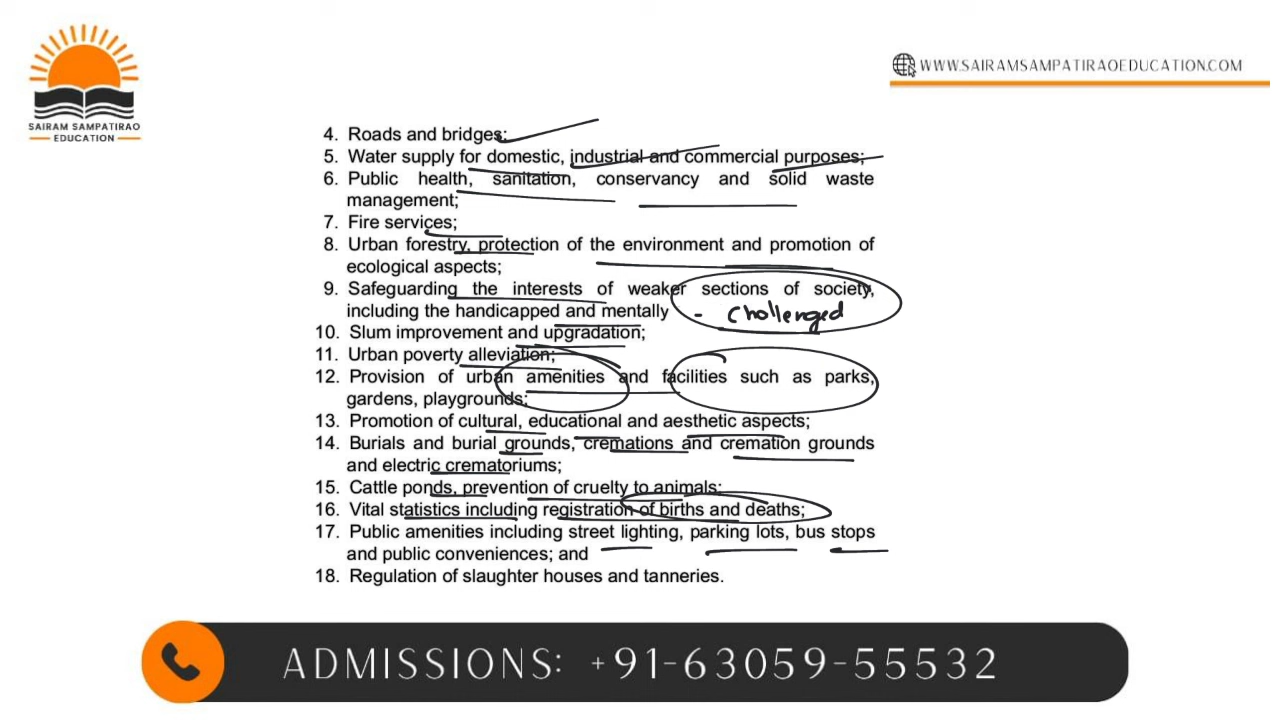 SAIRAM SAMPATIRAO
EDUCATION
WWW.SAIRAMSAMPATIRAOEDUCATION.COM
4. Roads and bridges;
5. Water supply for domestic, industrial and commercial purposes;
6. Public health, sanitation, conservancy and solid waste
management;
7. Fire services;
8. Urban forestry, protection of the environment and promotion of
ecological aspects;
9. Safeguarding the interests of weaker sections of society,
including the handicapped and mentally - challenged
10. Slum improvement and upgradation;
11. Urban poverty alleviation;
12. Provision of urban amenities and facilities such as parks,
gardens, playgrounds;
13. Promotion of cultural, educational and aesthetic aspects;
14. Burials and burial grounds, cremations and cremation grounds
and electric crematoriums;
15. Cattle ponds, prevention of cruelty to animals;
16. Vital statistics including registration of births and deaths;
17. Public amenities including street lighting, parking lots, bus stops
and public conveniences; and
18. Regulation of slaughter houses and tanneries.
ADMISSIONS: +91-63059-55532